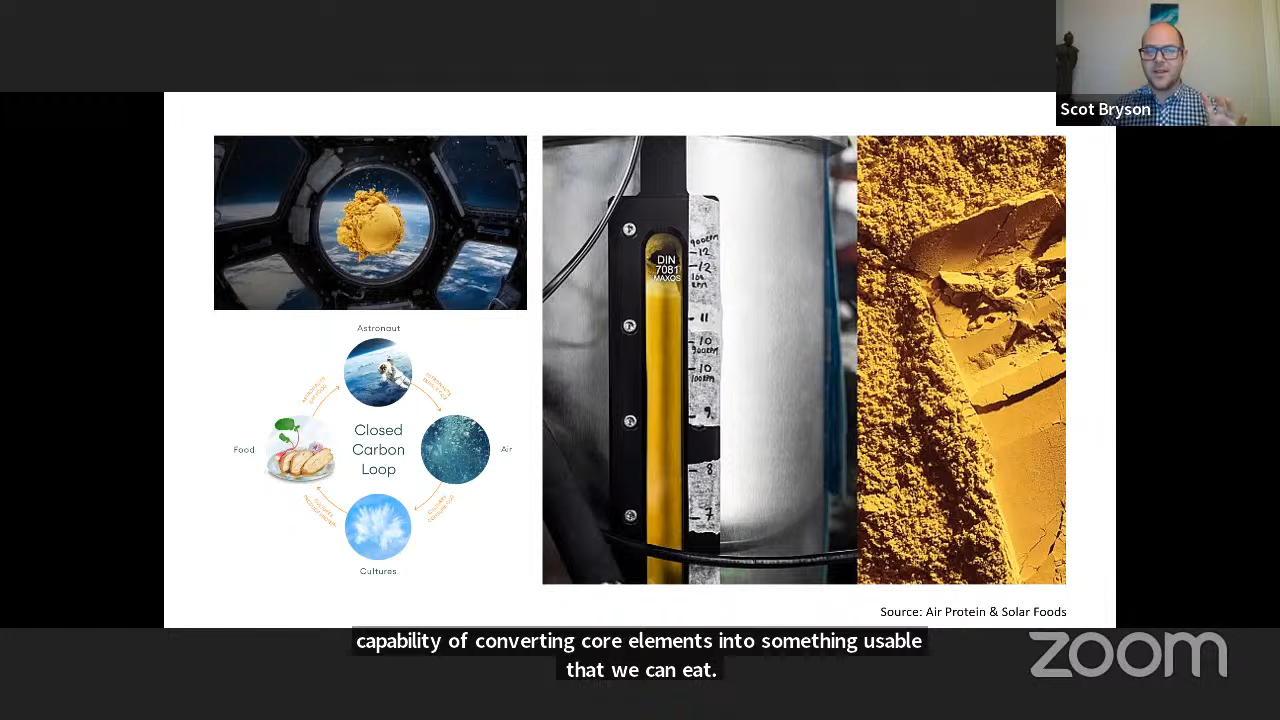 Scot Bryson
DIN
7081
MAXOS
900cm
12
12
11
10
10
9
8
7
Astronaut
Food
Closed
Carbon
Loop
Air
Cultures
Source: Air Protein & Solar Foods
capability of converting core elements into something usable
that we can eat.
zoom